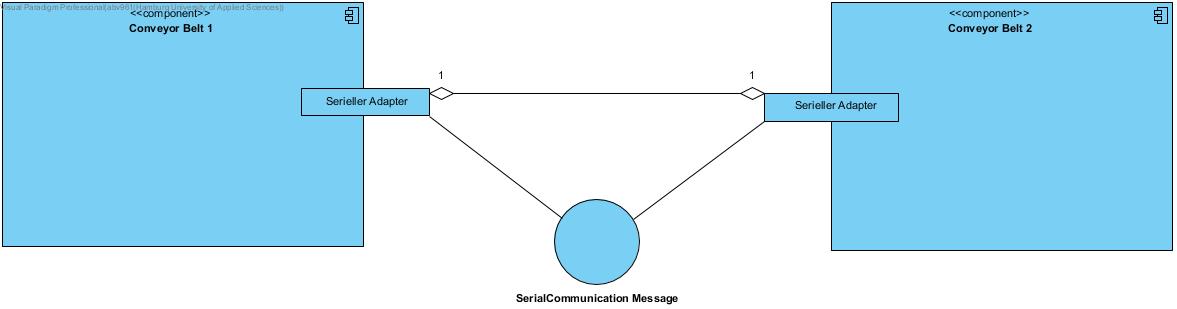 Visual Paradigm Professional(abv961(Hamburg University of Applied Sciences))
<<component>>
Conveyor Belt 1
<<component>>
Conveyor Belt 2
1
1
Serieller Adapter
Serieller Adapter
SerialCommunication Message